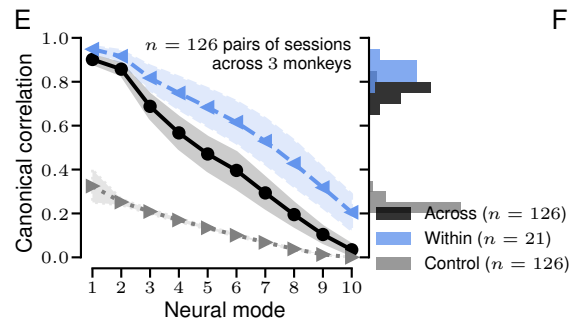 E
F
n = 126 pairs of sessions
across 3 monkeys
Canonical correlation
1.0
0.8
0.6
0.4
0.2
0.0
1 2 3 4 5 6 7 8 9 10
Neural mode
Across (n = 126)
Within (n = 21)
Control (n = 126)